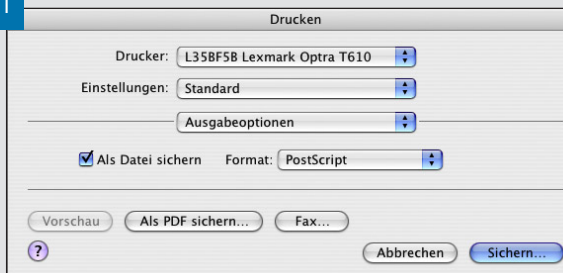 1
Drucken
Drucker: L35BF5B Lexmark Optra T610
Einstellungen: Standard
Ausgabeoptionen
Als Datei sichern Format: PostScript
Vorschau Als PDF sichern... Fax...
? Abbrechen Sichern...